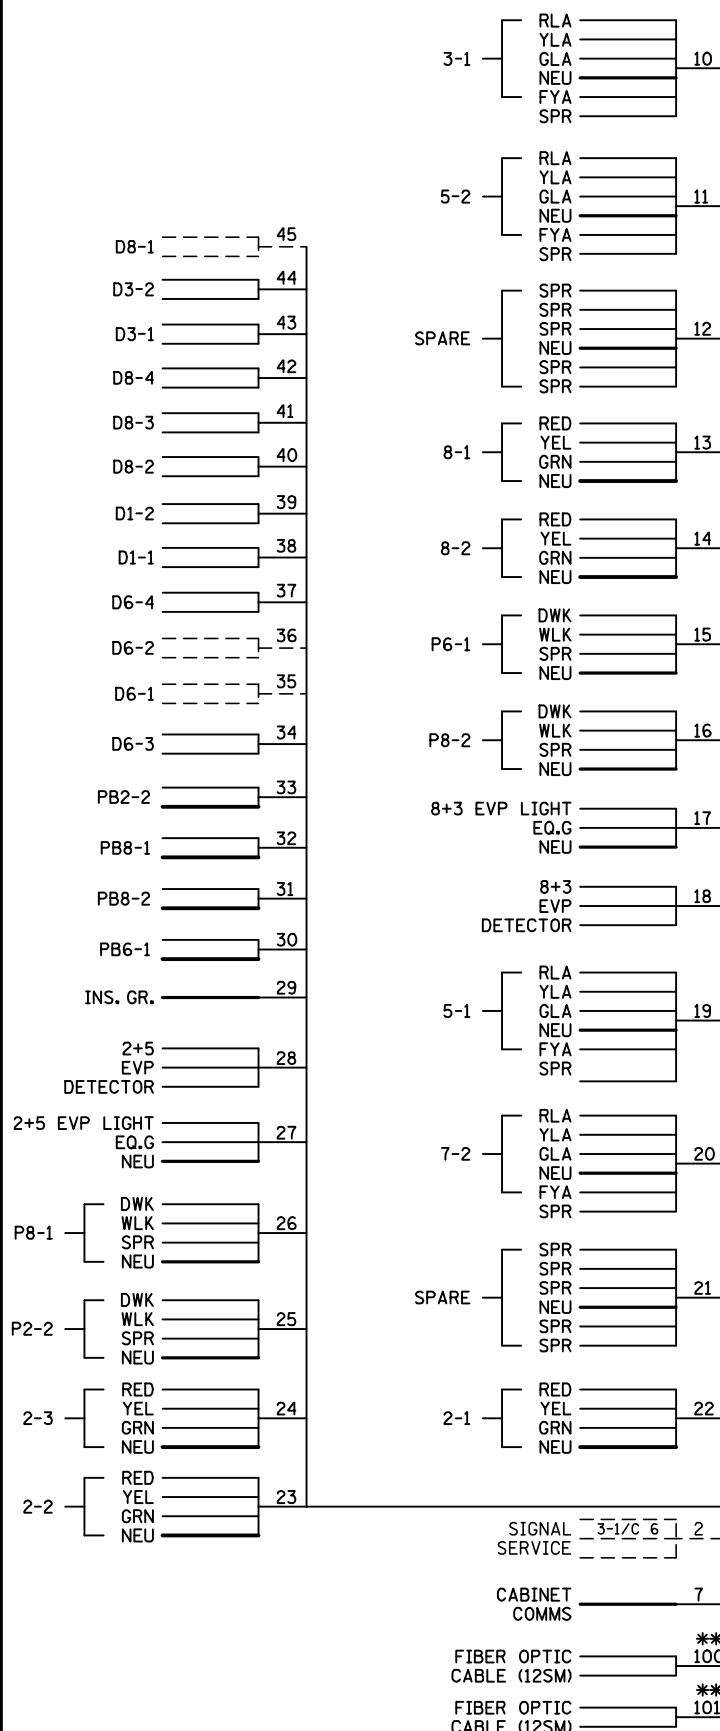 D8-1
45
D3-2
44
D3-1
43
D8-4
42
D8-3
41
D8-2
40
D1-2
39
D1-1
38
D6-4
37
D6-2
36
D6-1
35
D6-3
34
PB2-2
33
PB8-1
32
PB8-2
31
PB6-1
30
INS. GR.
29
2+5
EVP
DETECTOR
28
2+5 EVP LIGHT
EQ.G
NEU
27
P8-1
DWK
WLK
SPR
NEU
26
P2-2
DWK
WLK
SPR
NEU
25
2-3
RED
YEL
GRN
NEU
24
2-2
RED
YEL
GRN
NEU
23
3-1
RLA
YLA
GLA
NEU
FYA
SPR
10
5-2
RLA
YLA
GLA
NEU
FYA
SPR
11
SPARE
SPR
SPR
SPR
NEU
SPR
SPR
12
8-1
RED
YEL
GRN
NEU
13
8-2
RED
YEL
GRN
NEU
14
P6-1
DWK
WLK
SPR
NEU
15
P8-2
DWK
WLK
SPR
NEU
16
8+3 EVP LIGHT
EQ.G
NEU
17
8+3
EVP
DETECTOR
18
5-1
RLA
YLA
GLA
NEU
FYA
SPR
19
7-2
RLA
YLA
GLA
NEU
FYA
SPR
20
SPARE
SPR
SPR
SPR
NEU
SPR
SPR
21
2-1
RED
YEL
GRN
NEU
22
SIGNAL
SERVICE
3-1/C 6
2
CABINET
COMMS
7
**
FIBER OPTIC
CABLE (12SM)
100
**
FIBER OPTIC
CABLE (12SM)
101